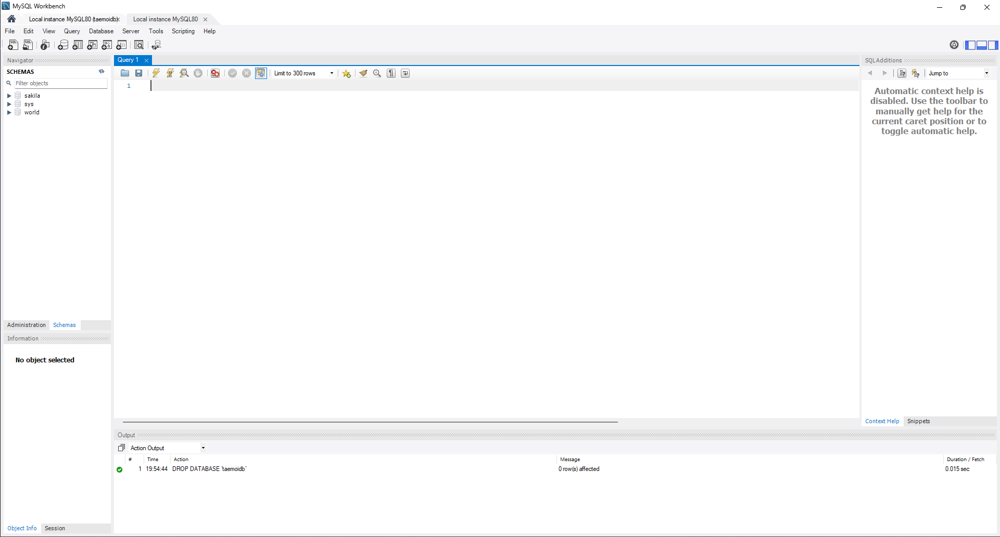 MySQL Workbench
Local instance MySQL80 (taemoidb)
Local instance MySQL80
File Edit View Query Database Server Tools Scripting Help
Navigator
SCHEMAS
Filter objects
sakila
sys
world
Administration Schemas
Information
No object selected
Object Info Session
Query 1
Limit to 300 rows
1
SQLAdditions
Jump to
Automatic context help is
disabled. Use the toolbar to
manually get help for the
current caret position or to
toggle automatic help.
Context Help Snippets
Output
Action Output
# Time Action Message Duration / Fetch
1 19:54:44 DROP DATABASE `taemoidb` 0 row(s) affected 0.015 sec